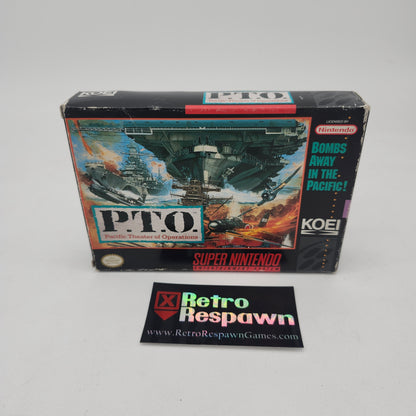 P.T.O.
KOEI
LICENSED BY
Nintendo
BOMBS
AWAY
IN THE
PACIFIC!
P.T.O.
Pacific Theater of Operations
KOEI
SUPER NINTENDO
ENTERTAINMENT SYSTEM
Retro
Respawn
www.RetroRespawnGames.com